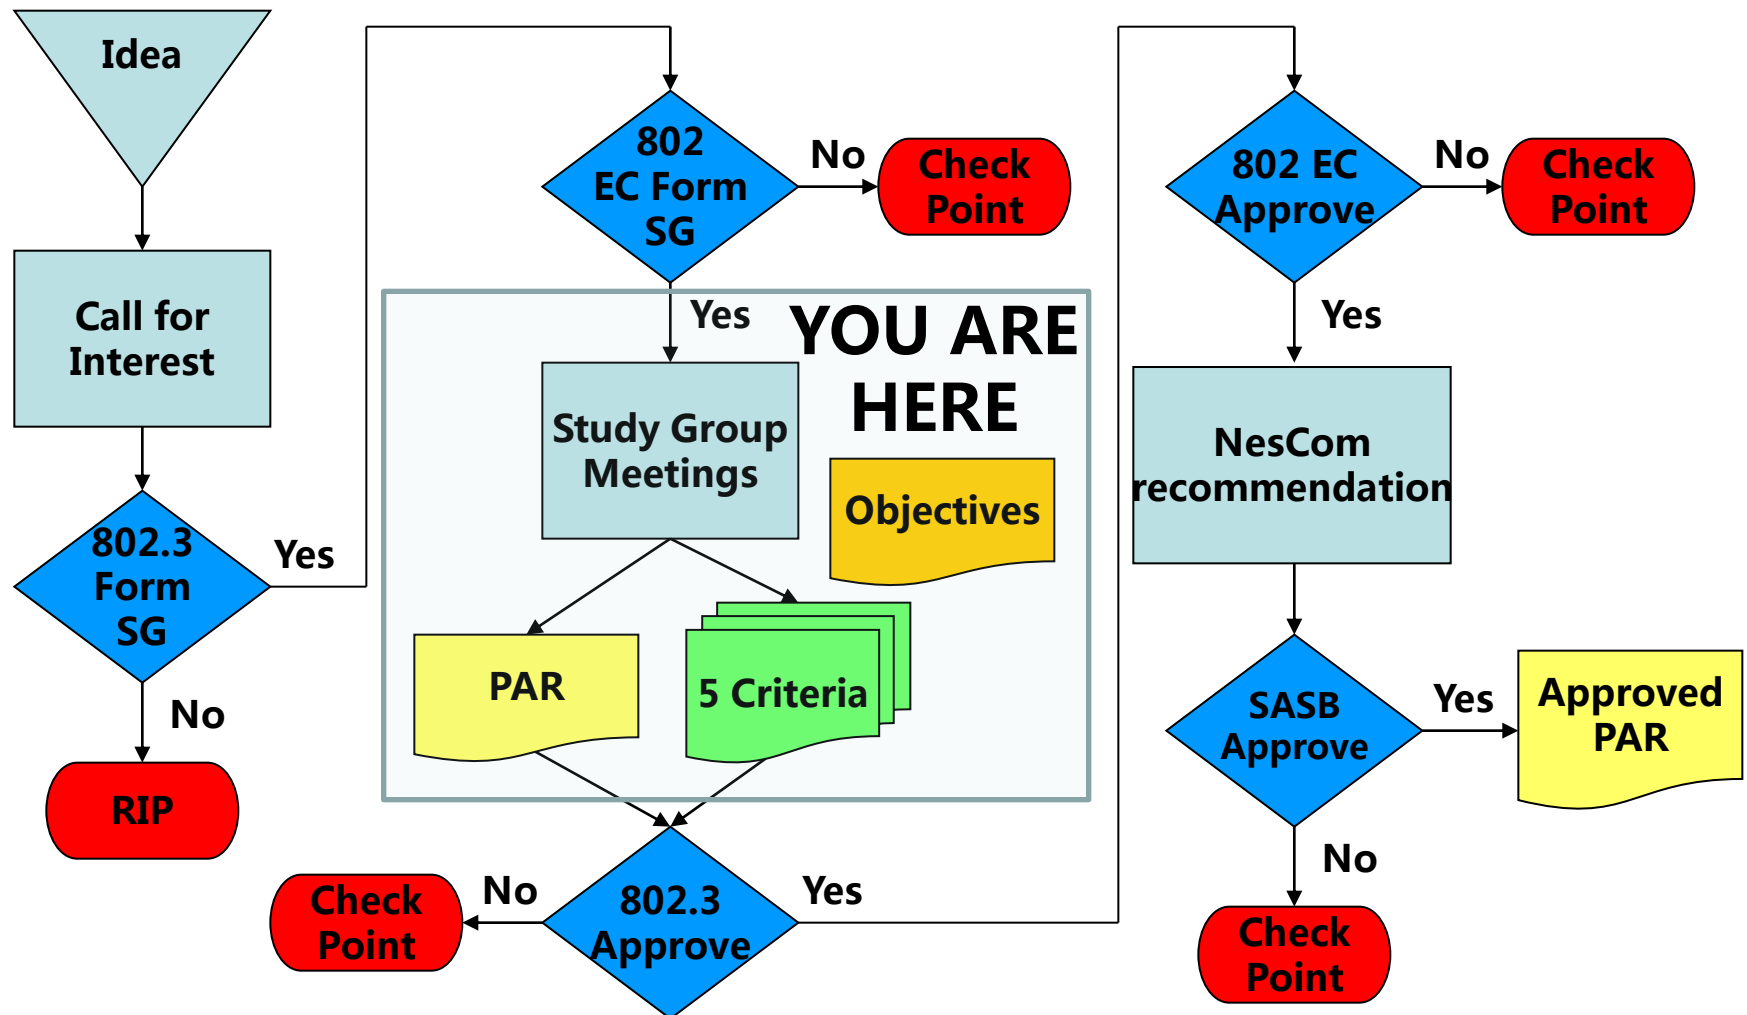 Idea
Call for
Interest
802.3
Form
SG
Yes
No
RIP
802
EC Form
SG
No
Check
Point
Yes
YOU ARE
HERE
Study Group
Meetings
Objectives
PAR
5 Criteria
802.3
Approve
No
Check
Point
Yes
802 EC
Approve
No
Check
Point
Yes
NesCom
recommendation
SASB
Approve
Yes
Approved
PAR
No
Check
Point